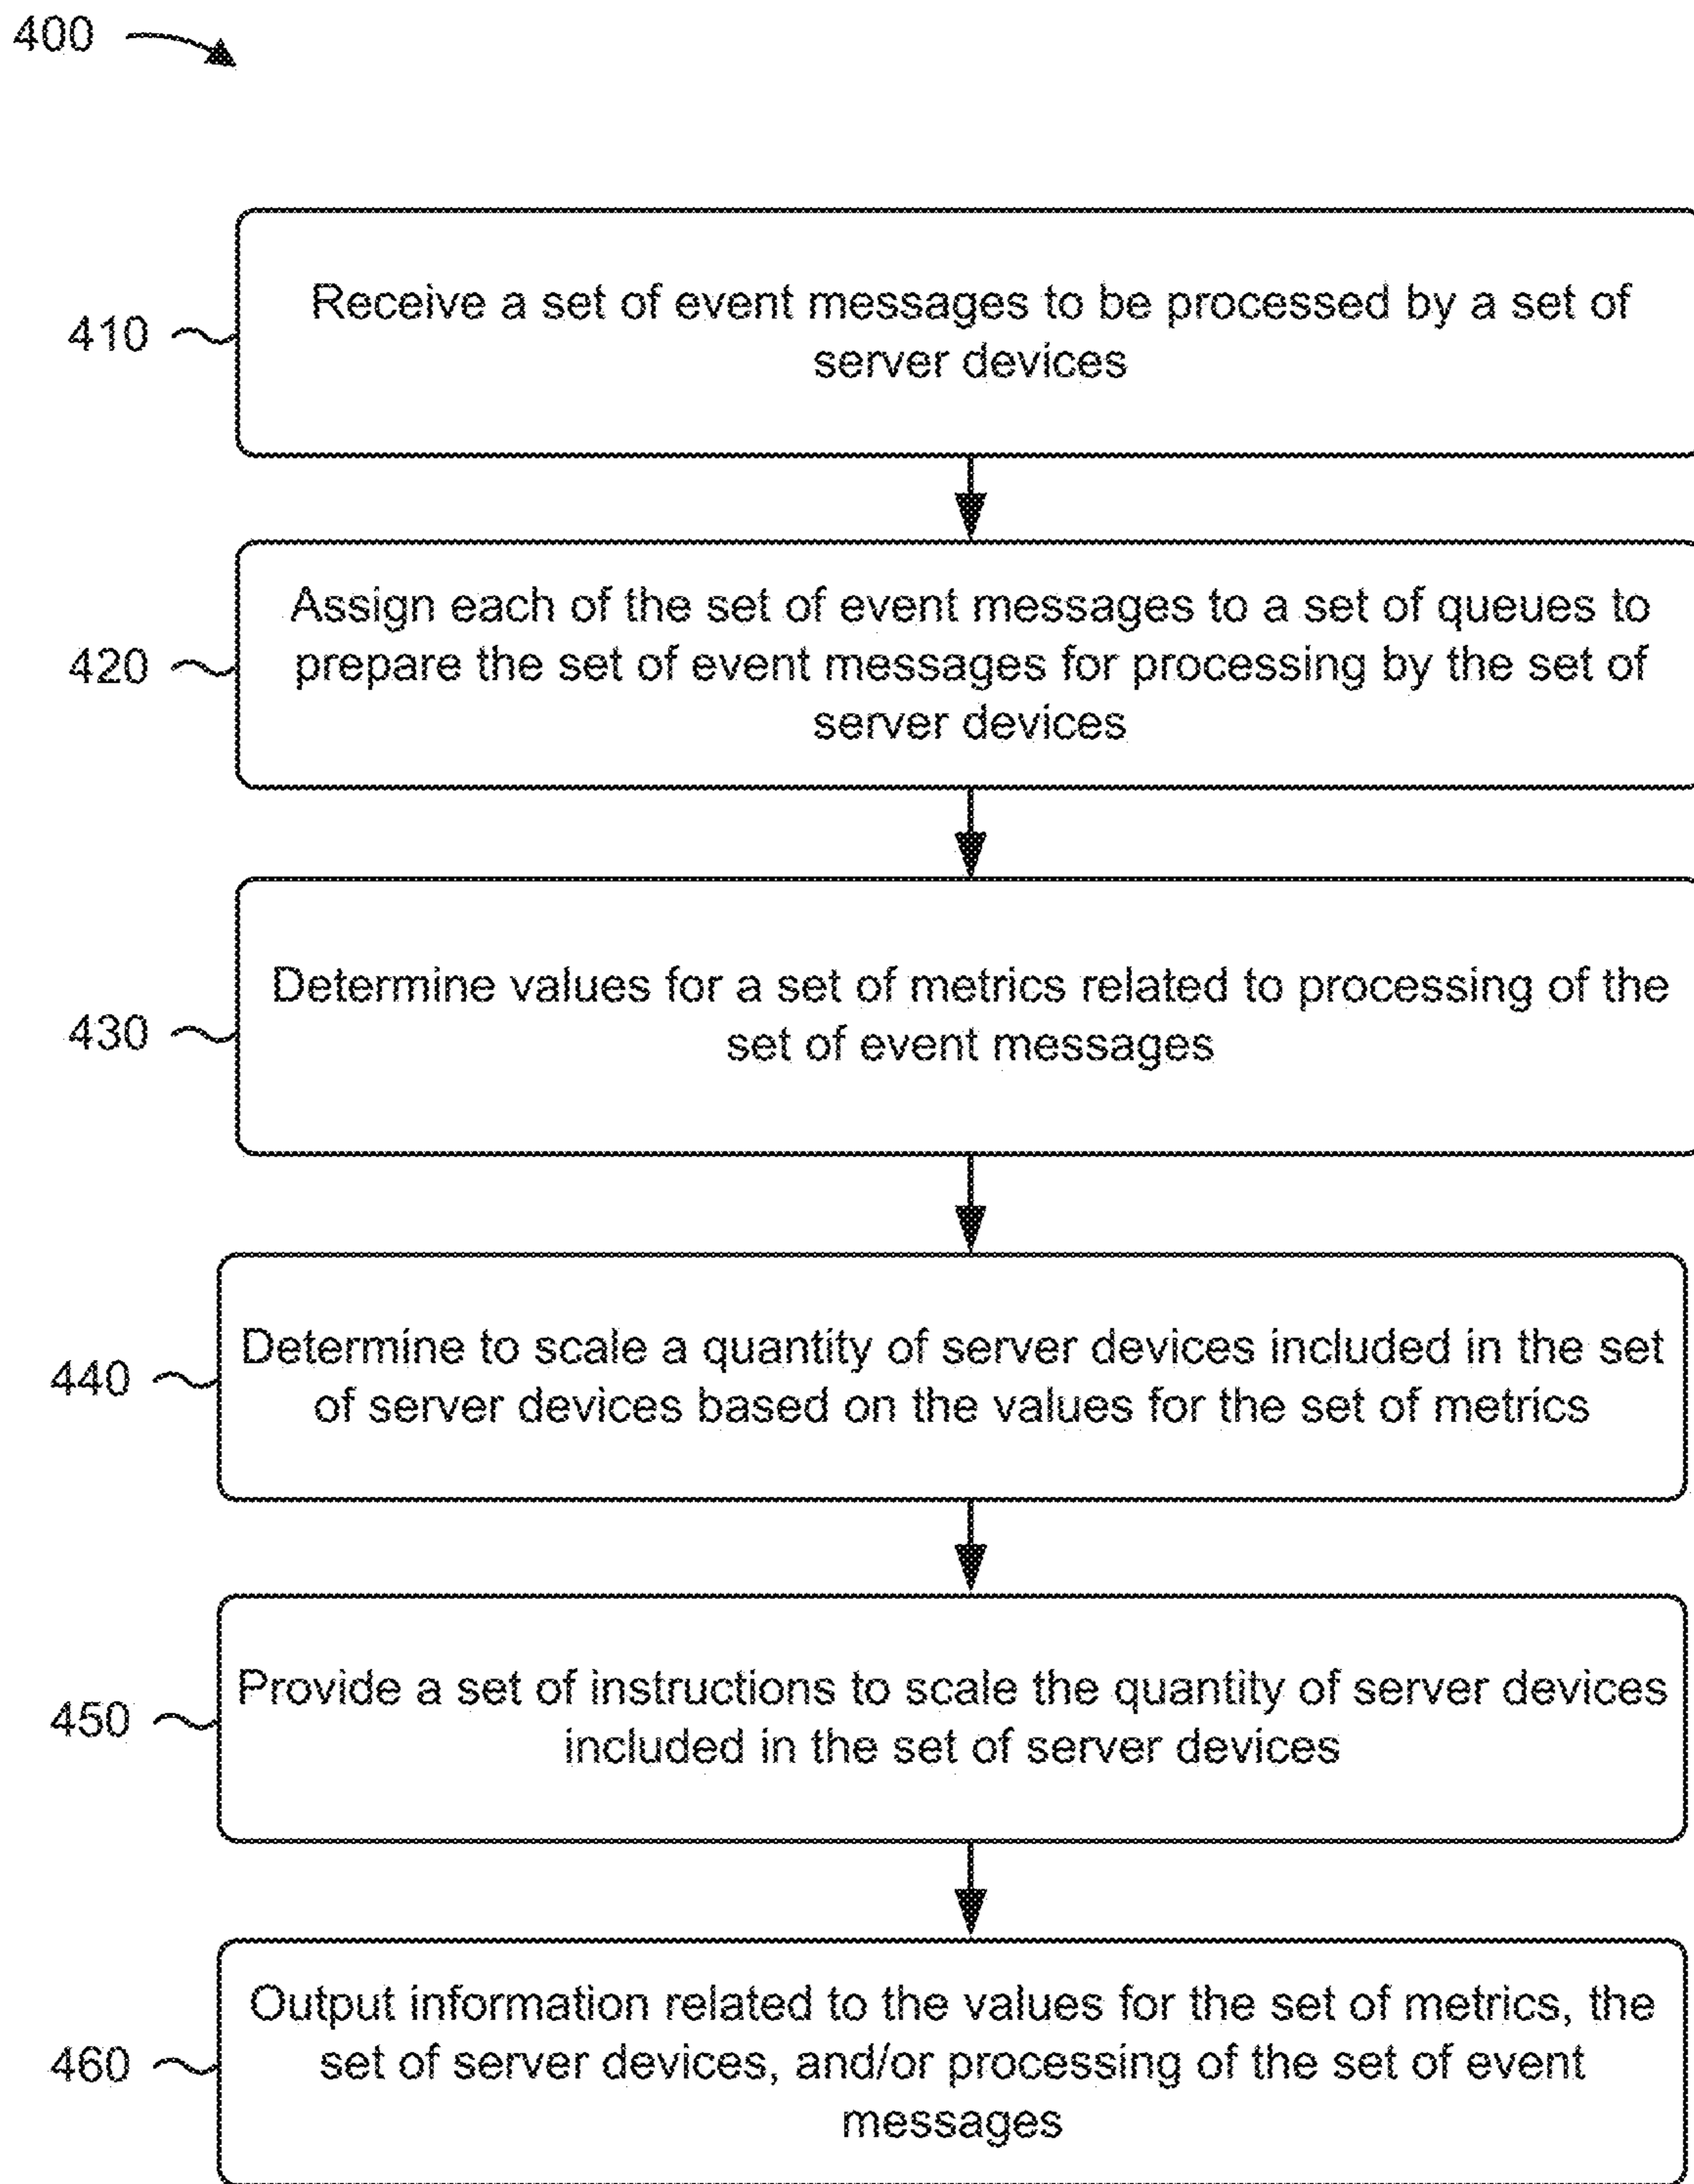 400
410
Receive a set of event messages to be processed by a set of
server devices
420
Assign each of the set of event messages to a set of queues to
prepare the set of event messages for processing by the set of
server devices
430
Determine values for a set of metrics related to processing of the
set of event messages
440
Determine to scale a quantity of server devices included in the set
of server devices based on the values for the set of metrics
450
Provide a set of instructions to scale the quantity of server devices
included in the set of server devices
460
Output information related to the values for the set of metrics, the
set of server devices, and/or processing of the set of event
messages